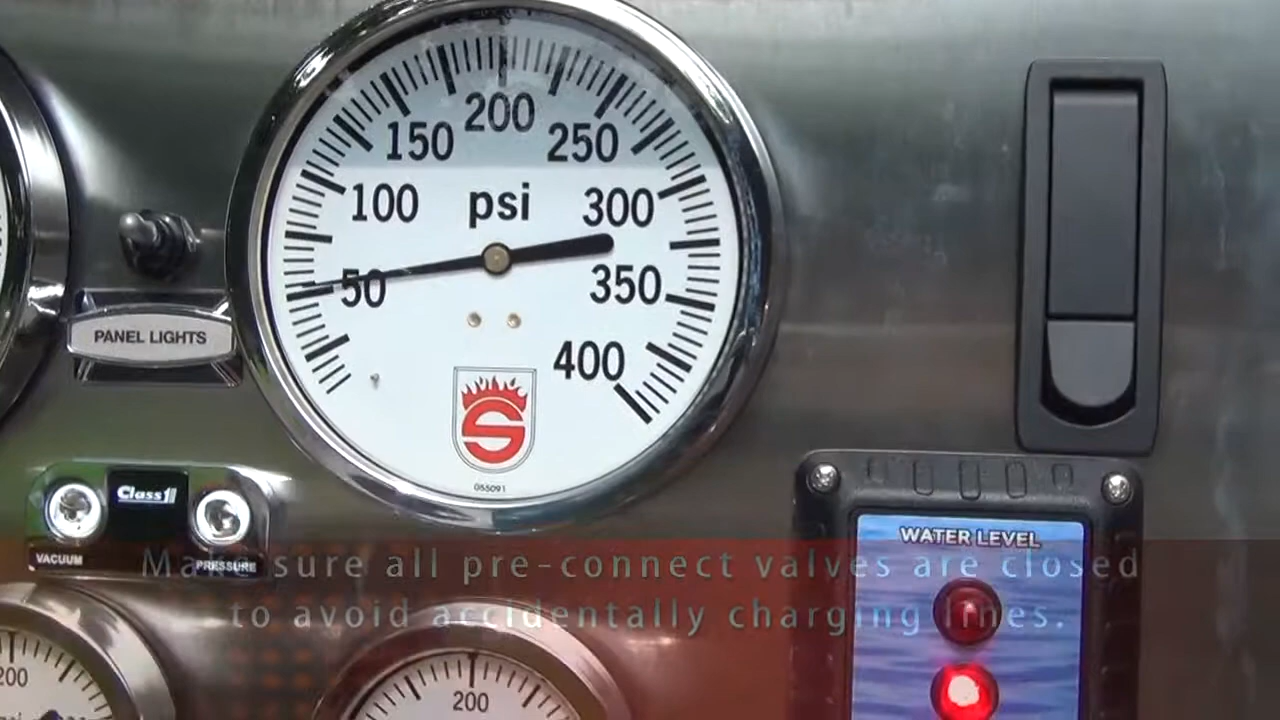 200
150
250
100
psi
300
50
350
400
PANEL LIGHTS
S
055091
Class1
VACUUM
PRESSURE
WATER LEVEL
Make sure all pre-connect valves are closed
to avoid accidentally charging lines.
200
200